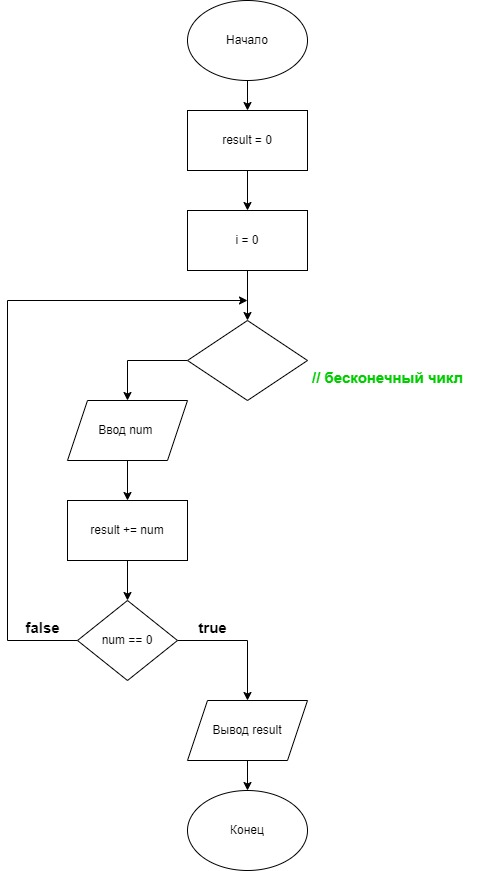 Начало
result = 0
i = 0
// бесконечный чикл
Ввод num
result += num
false
num == 0
true
Вывод result
Конец